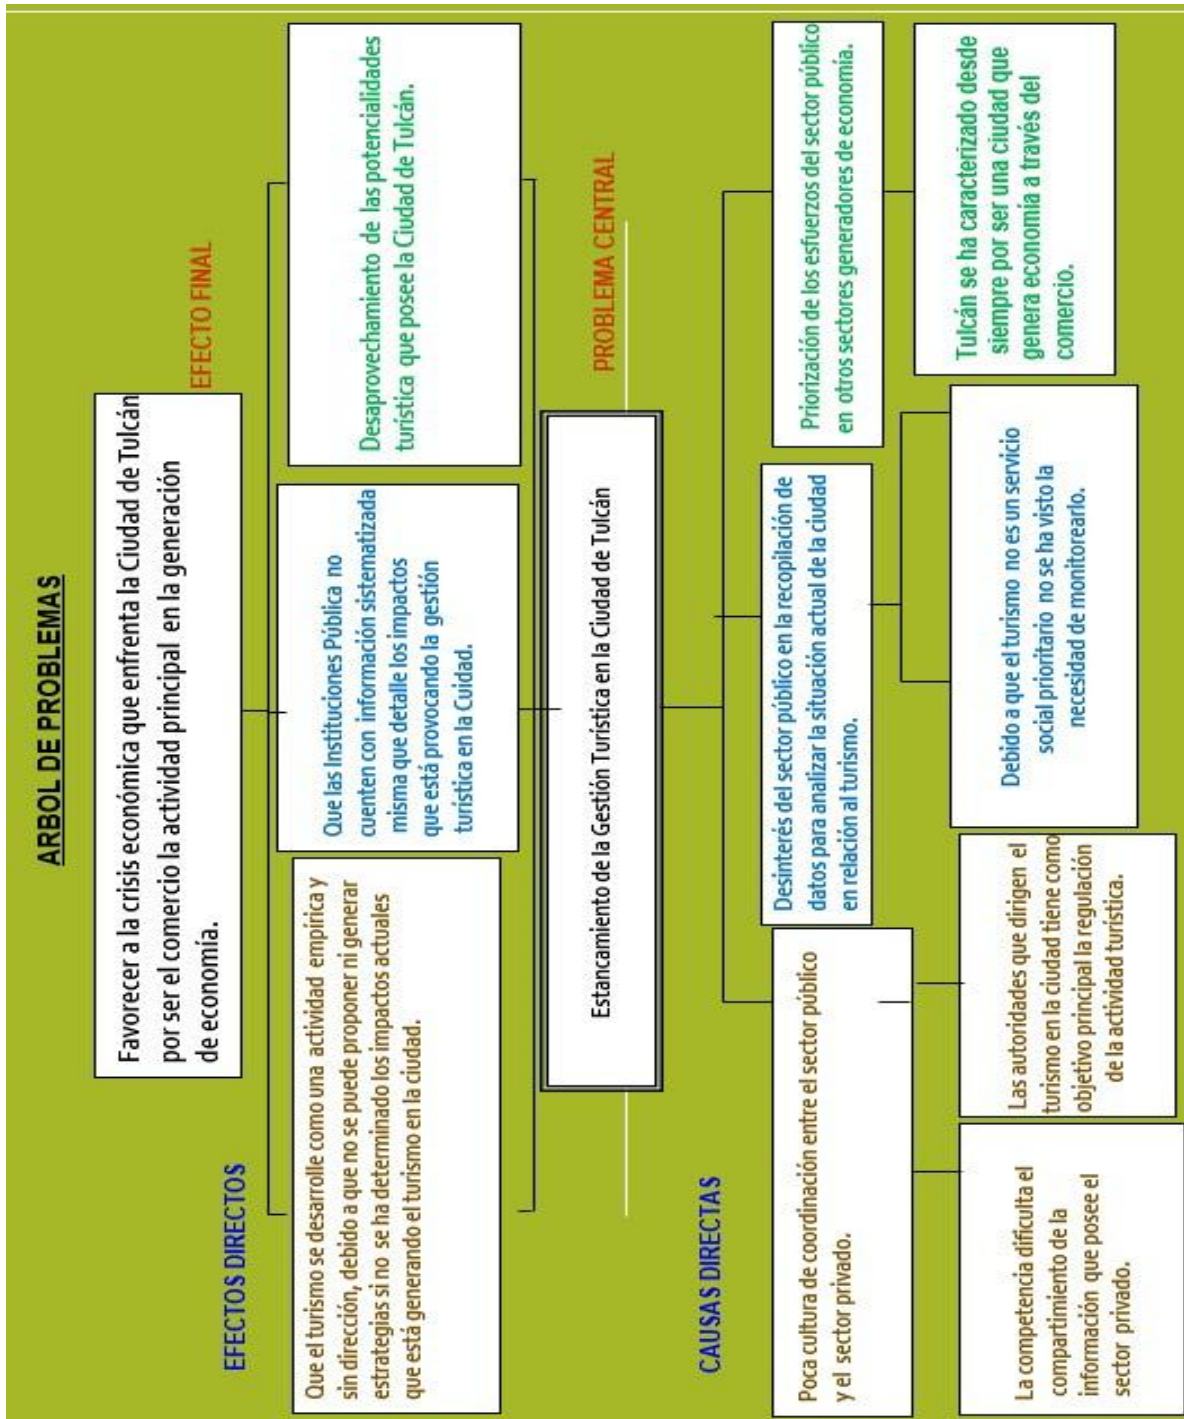 ARBOL DE PROBLEMAS
Favorecer a la crisis económica que enfrenta la Ciudad de Tulcán
por ser el comercio la actividad principal en la generación
de economía.
EFECTO FINAL
EFECTOS DIRECTOS
Que el turismo se desarrolle como una actividad empírica y
sin dirección, debido a que no se puede proponer ni generar
estrategias si no se ha determinado los impactos actuales
que está generando el turismo en la ciudad.
Que las Instituciones Pública no
cuenten con información sistematizada
misma que detalle los impactos
que está provocando la gestión
turística en la Cuidad.
Desaprovechamiento de las potencialidades
turística que posee la Ciudad de Tulcán.
Estancamiento de la Gestión Turística en la Ciudad de Tulcán
PROBLEMA CENTRAL
CAUSAS DIRECTAS
Poca cultura de coordinación entre el sector público
y el sector privado.
Desinterés del sector público en la recopilación de
datos para analizar la situación actual de la ciudad
en relación al turismo.
Priorización de los esfuerzos del sector público
en otros sectores generadores de economía.
La competencia dificulta el
compartimiento de la
información que posee el
sector privado.
Las autoridades que dirigen el
turismo en la ciudad tiene como
objetivo principal la regulación
de la actividad turística.
Debido a que el turismo no es un servicio
social prioritario no se ha visto la
necesidad de monitorearlo.
Tulcán se ha caracterizado desde
siempre por ser una ciudad que
genera economía a través del
comercio.